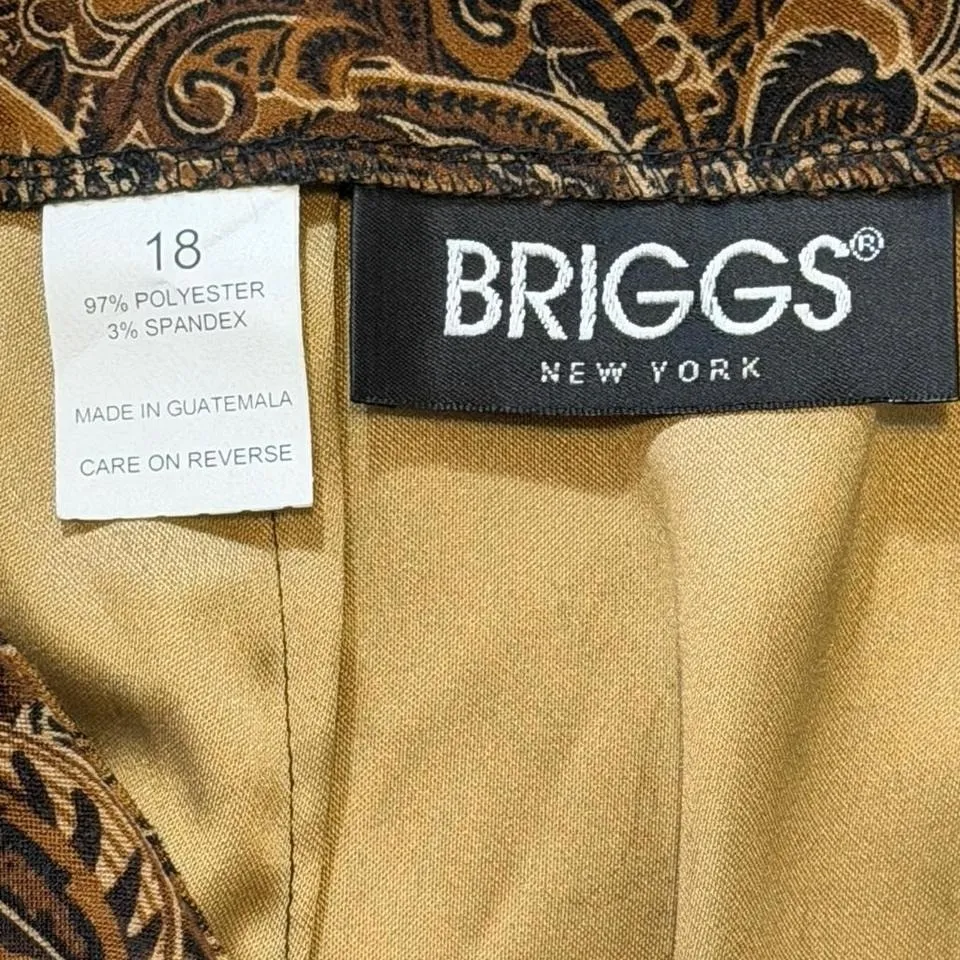 18
97% POLYESTER
3% SPANDEX
MADE IN GUATEMALA
CARE ON REVERSE
BRIGGS®
NEW YORK